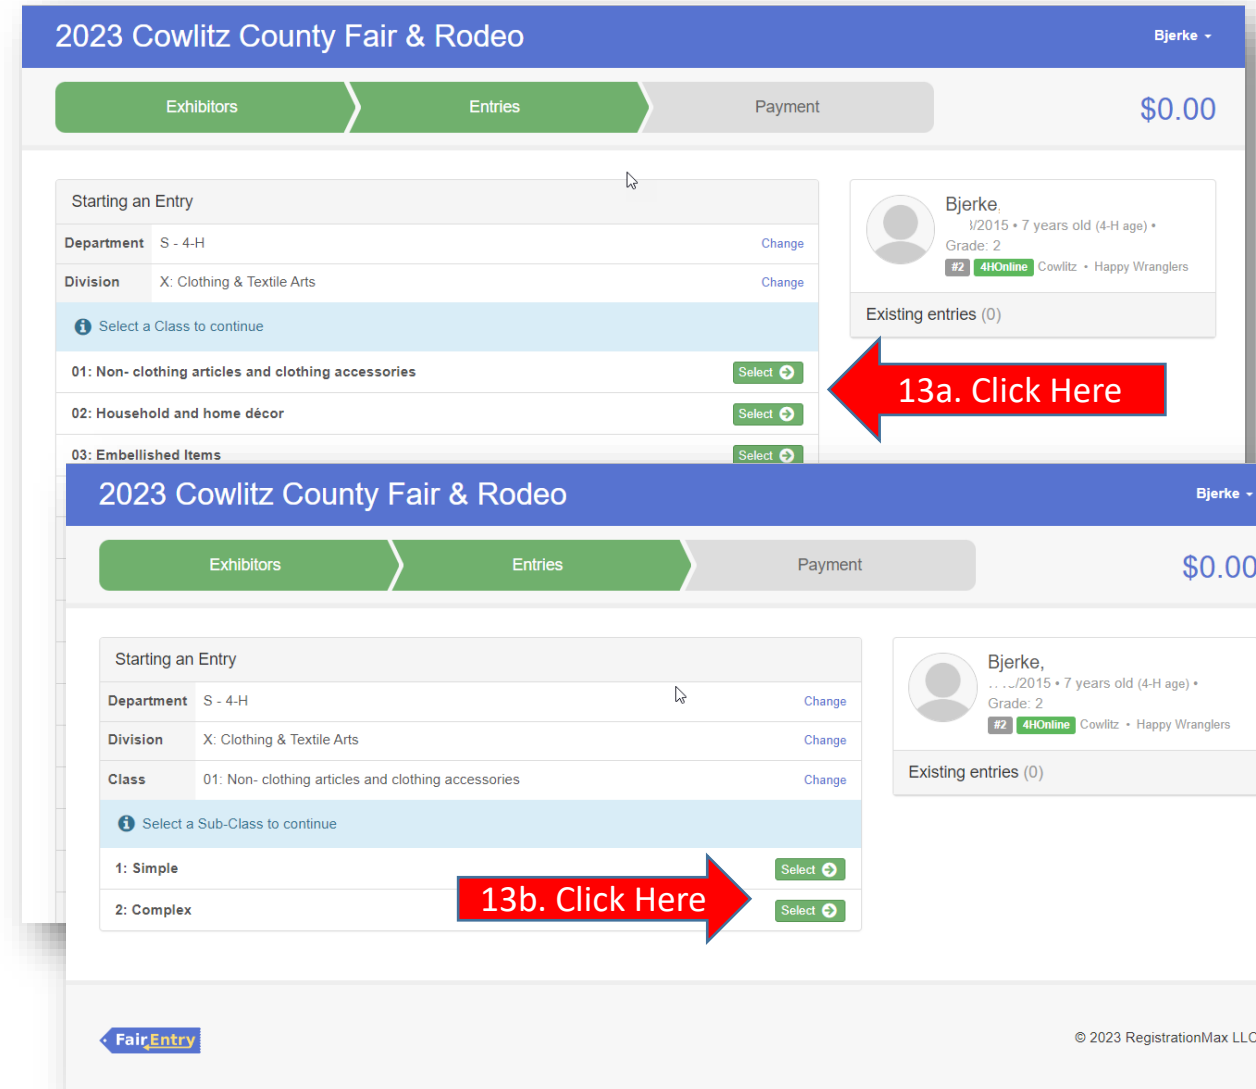 2023 Cowlitz County Fair & Rodeo
Bjerke
Exhibitors
Entries
Payment
$0.00
Starting an Entry
Department S - 4-H Change
Division X: Clothing & Textile Arts Change
Select a Class to continue
01: Non- clothing articles and clothing accessories Select
02: Household and home décor Select
03: Embellished Items Select
Bjerke,
/2015 • 7 years old (4-H age) •
Grade: 2
#2 4HOnline Cowlitz • Happy Wranglers
Existing entries (0)
13a. Click Here
2023 Cowlitz County Fair & Rodeo
Bjerke
Exhibitors
Entries
Payment
$0.00
Starting an Entry
Department S - 4-H Change
Division X: Clothing & Textile Arts Change
Class 01: Non- clothing articles and clothing accessories Change
Select a Sub-Class to continue
1: Simple Select
2: Complex Select
13b. Click Here
Bjerke,
/2015 • 7 years old (4-H age) •
Grade: 2
#2 4HOnline Cowlitz • Happy Wranglers
Existing entries (0)
FairEntry
© 2023 RegistrationMax LLC